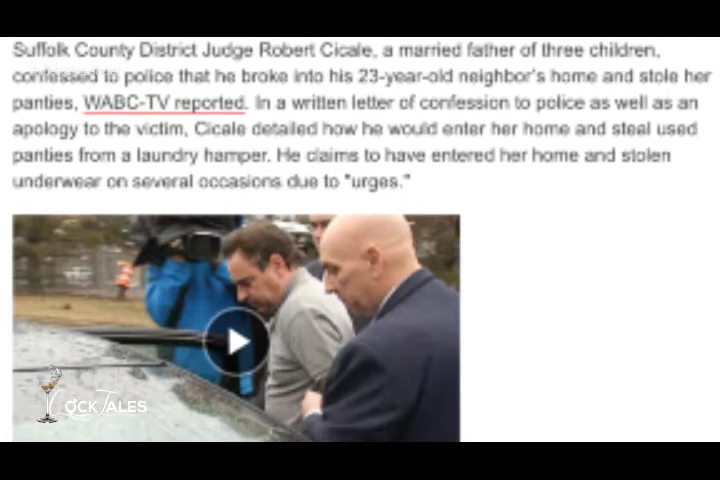 Suffolk County District Judge Robert Cicale, a married father of three children,
confessed to police that he broke into his 23-year-old neighbor's home and stole her
panties, WABC-TV reported. In a written letter of confession to police as well as an
apology to the victim, Cicale detailed how he would enter her home and steal used
panties from a laundry hamper. He claims to have entered her home and stolen
underwear on several occasions due to "urges."
COCKTALES